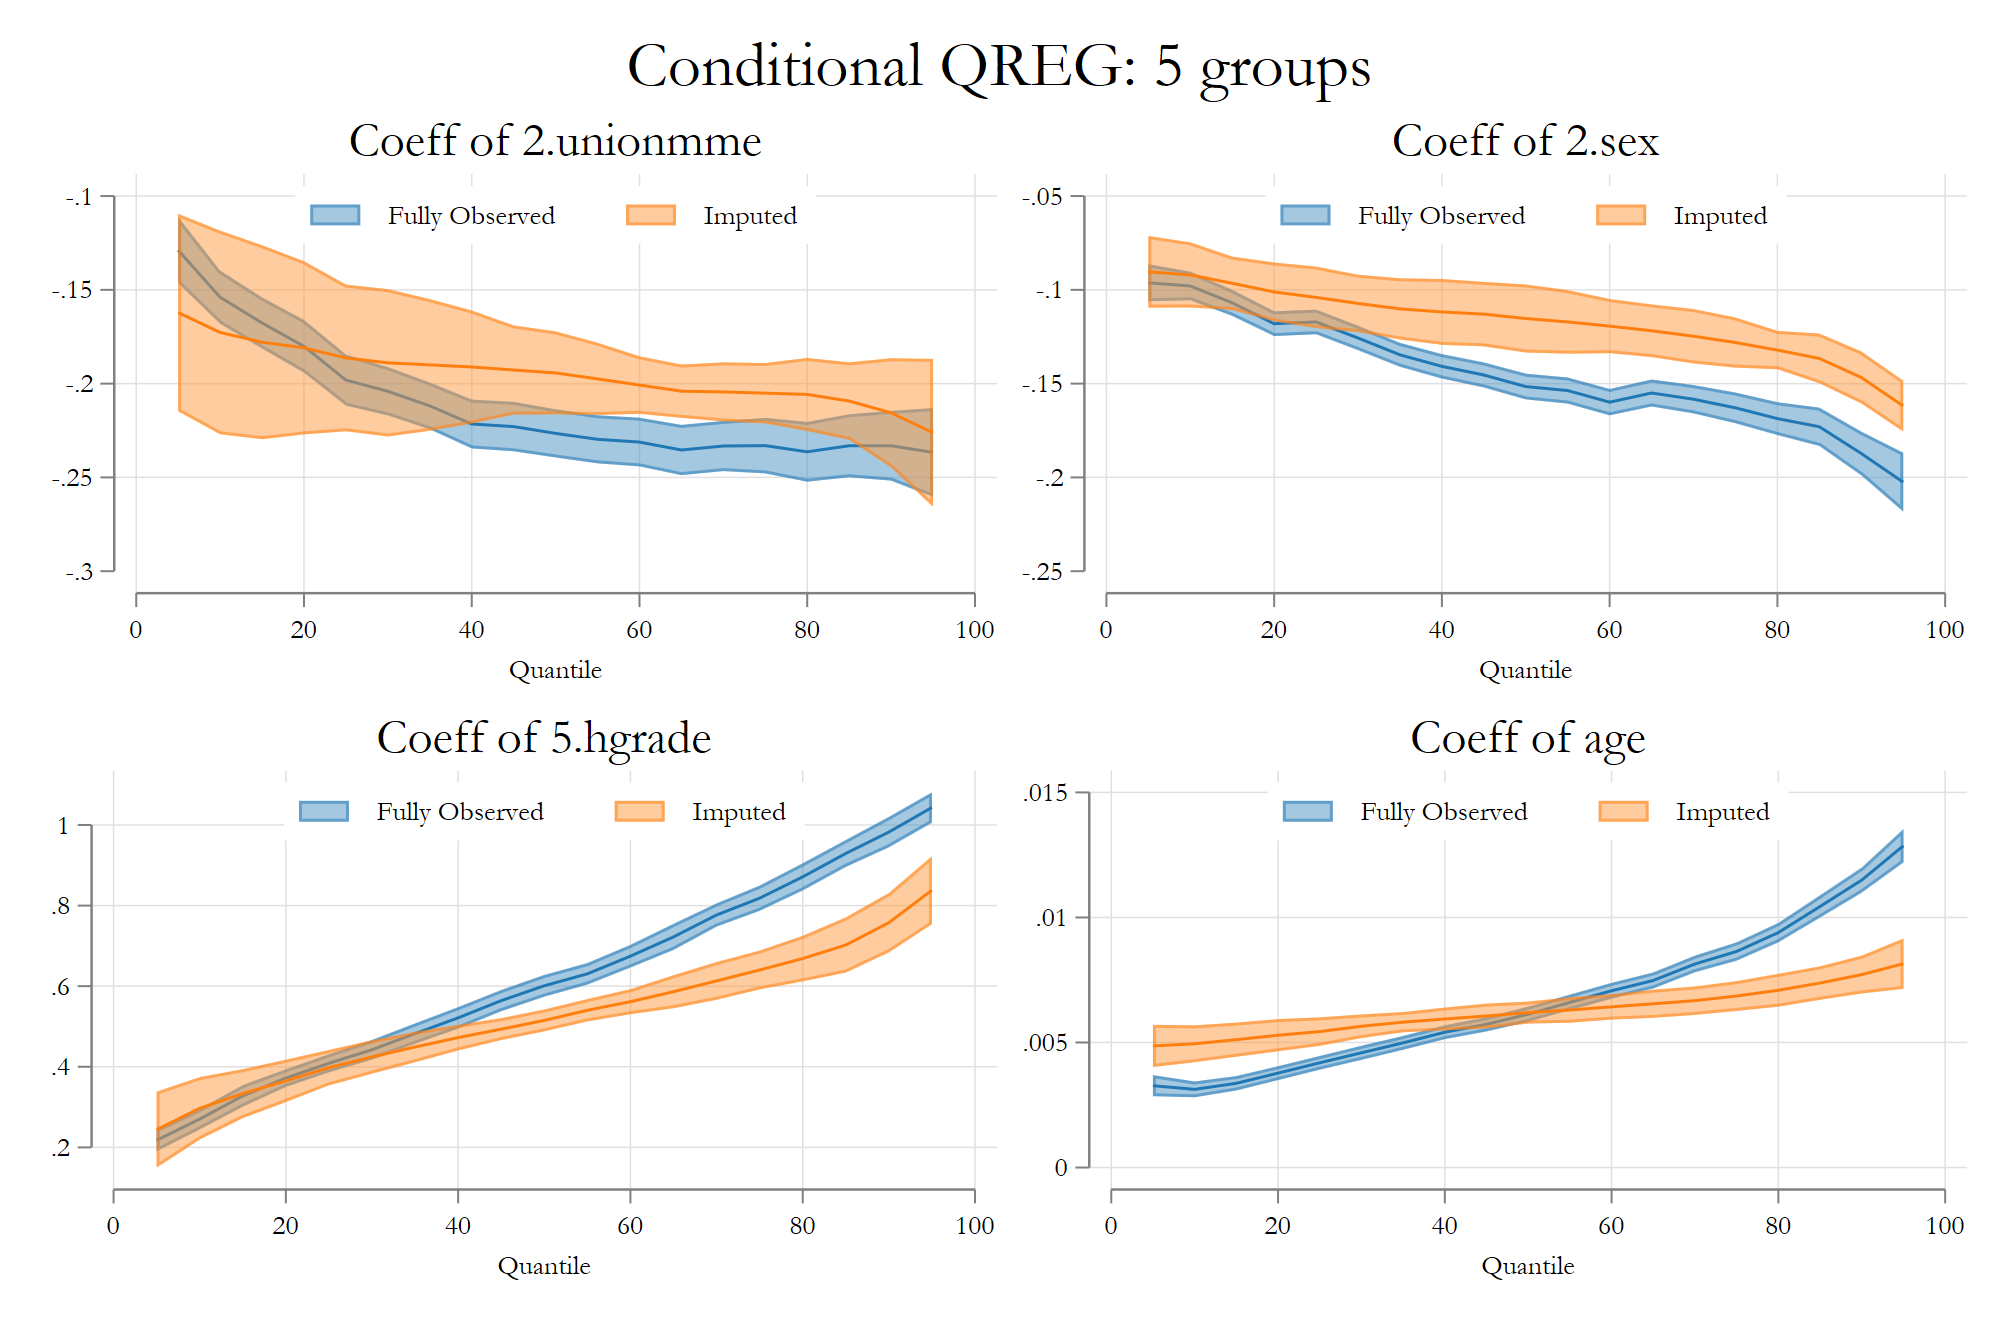 Conditional QREG: 5 groups
Coeff of 2.unionmme
Fully Observed
Imputed
-.1
-.15
-.2
-.25
-.3
0 20 40 60 80 100
Quantile
Coeff of 2.sex
Fully Observed
Imputed
-.05
-.1
-.15
-.2
-.25
0 20 40 60 80 100
Quantile
Coeff of 5.hgrade
Fully Observed
Imputed
1
.8
.6
.4
.2
0 20 40 60 80 100
Quantile
Coeff of age
Fully Observed
Imputed
.015
.01
.005
0
0 20 40 60 80 100
Quantile